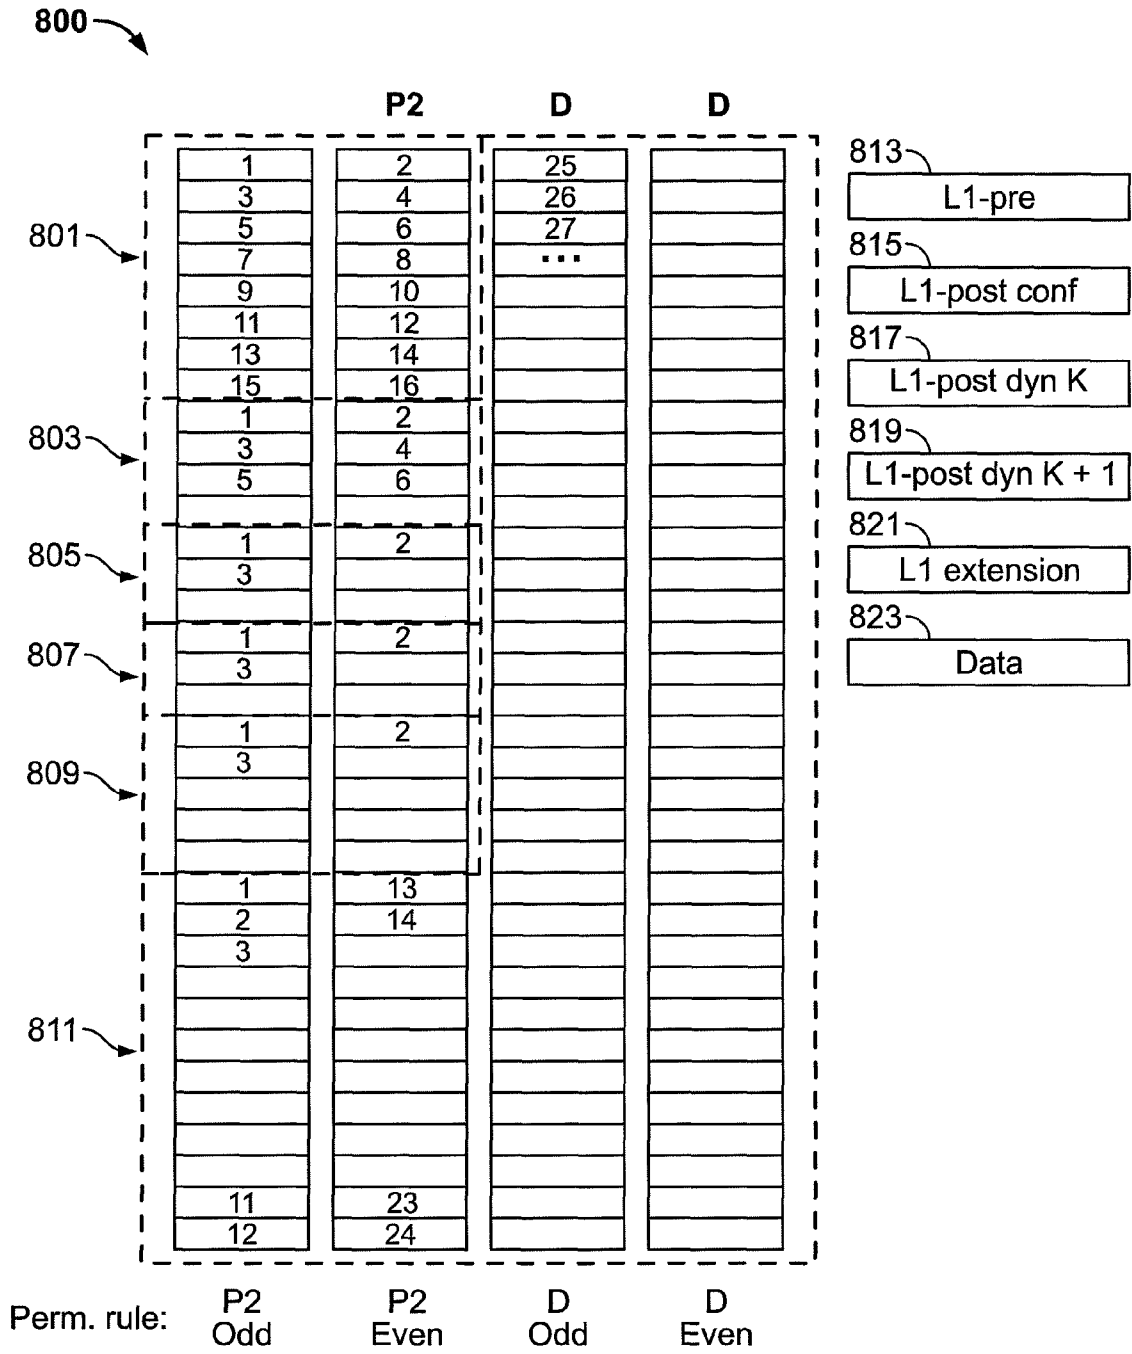 800
P2 D D
1 2 25
3 4 26
5 6 27
7 8 ...
9 10
11 12
13 14
15 16
1 2
3 4
5 6
1 2
3
1 2
3
1 2
3
1 13
2 14
3
11 23
12 24
801
803
805
807
809
811
813
L1-pre
815
L1-post conf
817
L1-post dyn K
819
L1-post dyn K + 1
821
L1 extension
823
Data
Perm. rule:
P2 Odd
P2 Even
D Odd
D Even